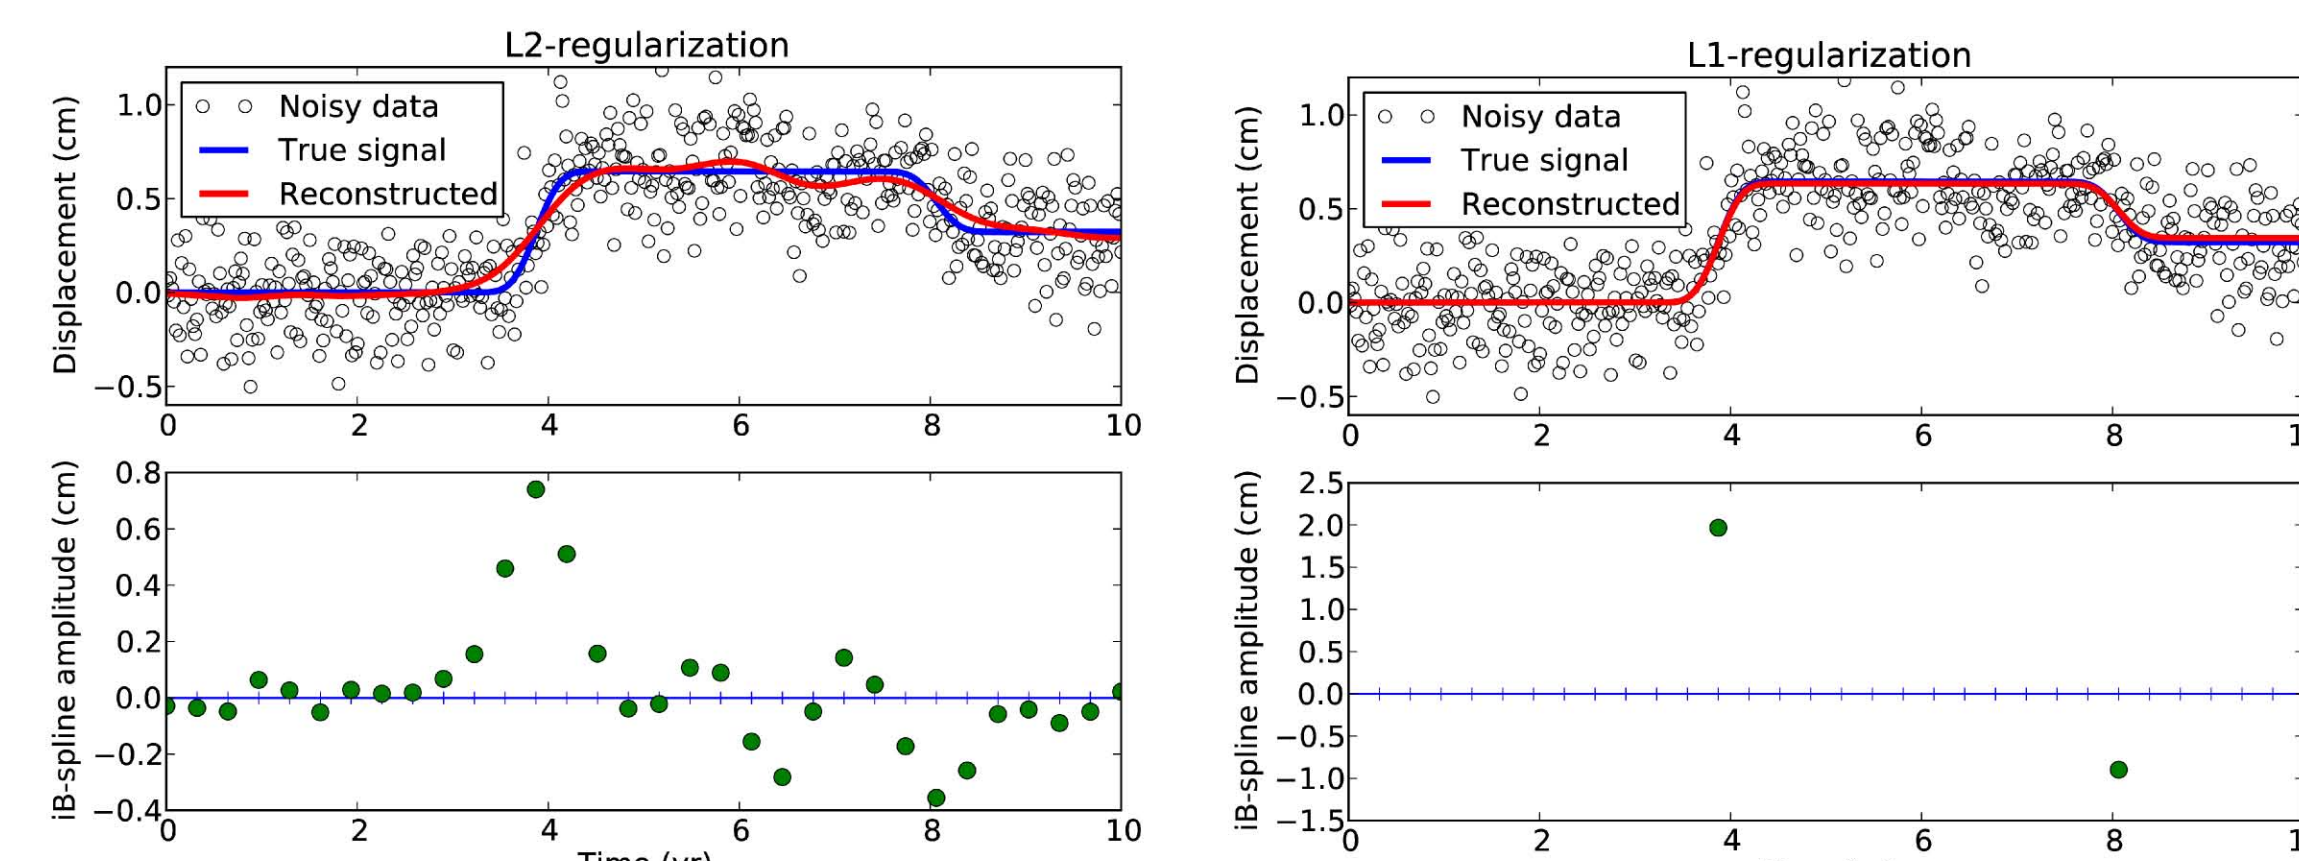 L2-regularization
Displacement (cm)
1.0
0.5
0.0
−0.5
Noisy data
True signal
Reconstructed
0 2 4 6 8 10
iB-spline amplitude (cm)
0.8
0.6
0.4
0.2
0.0
−0.2
−0.4
0 2 4 6 8 10
Time (yr)
L1-regularization
Displacement (cm)
1.0
0.5
0.0
−0.5
Noisy data
True signal
Reconstructed
0 2 4 6 8 1
iB-spline amplitude (cm)
2.5
2.0
1.5
1.0
0.5
0.0
−0.5
−1.0
−1.5
0 2 4 6 8 1